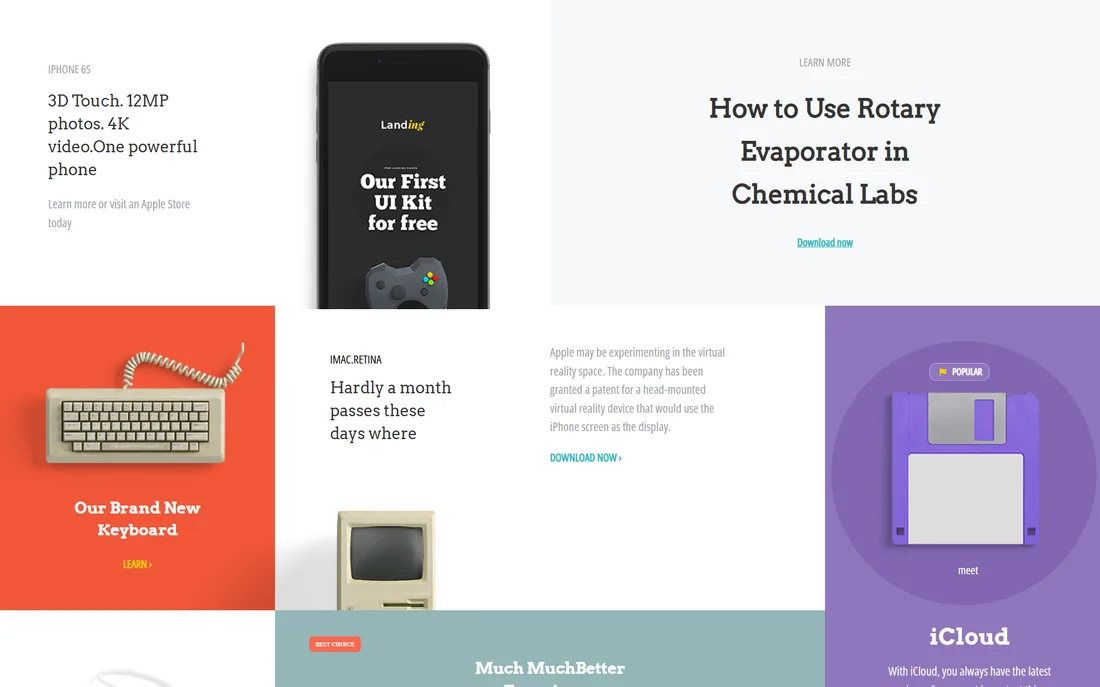 IPHONE 6S
3D Touch. 12MP
photos. 4K
video.One powerful
phone
Learn more or visit an Apple Store
today
Landing
Our First
UI Kit
for free
LEARN MORE
How to Use Rotary
Evaporator in
Chemical Labs
Download now
Our Brand New
Keyboard
LEARN ›
IMAC.RETINA
Hardly a month
passes these
days where
Apple may be experimenting in the virtual
reality space. The company has been
granted a patent for a head-mounted
virtual reality device that would use the
iPhone screen as the display.
DOWNLOAD NOW ›
POPULAR
meet
iCloud
With iCloud, you always have the latest
BEST CHOICE
Much MuchBetter